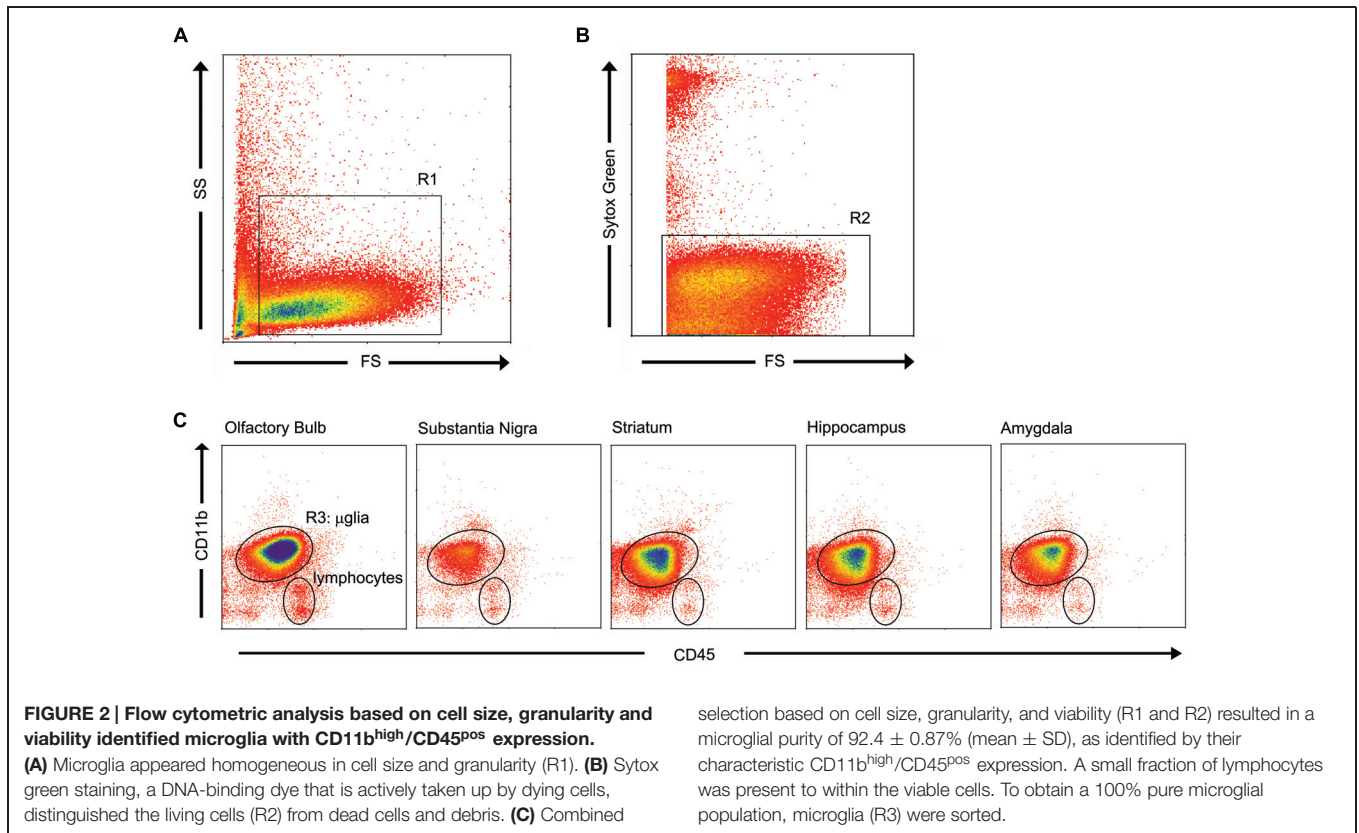 A
SS
R1
FS
B
Sytox Green
R2
FS
C
Olfactory Bulb
Substantia Nigra
Striatum
Hippocampus
Amygdala
CD11b
R3: μglia
lymphocytes
CD45
FIGURE 2 | Flow cytometric analysis based on cell size, granularity and
viability identified microglia with CD11bhigh/CD45pos expression.
(A) Microglia appeared homogeneous in cell size and granularity (R1). (B) Sytox
green staining, a DNA-binding dye that is actively taken up by dying cells,
distinguished the living cells (R2) from dead cells and debris. (C) Combined
selection based on cell size, granularity, and viability (R1 and R2) resulted in a
microglial purity of 92.4 ± 0.87% (mean ± SD), as identified by their
characteristic CD11bhigh/CD45pos expression. A small fraction of lymphocytes
was present to within the viable cells. To obtain a 100% pure microglial
population, microglia (R3) were sorted.